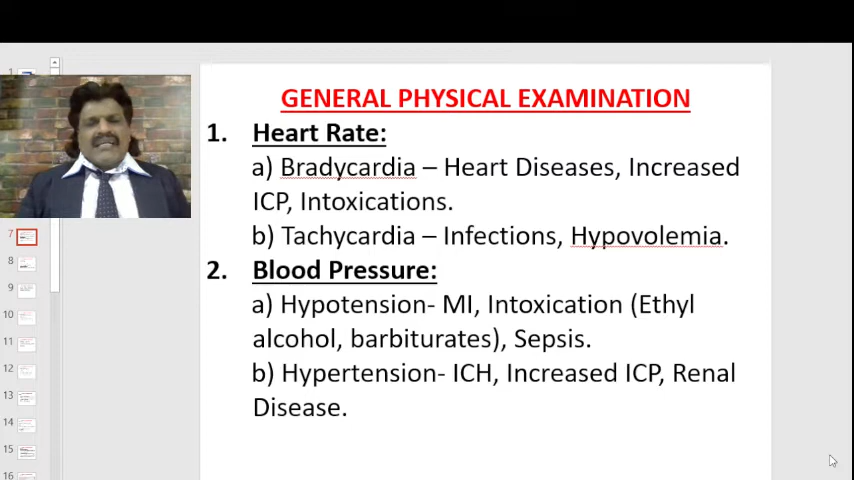 GENERAL PHYSICAL EXAMINATION
1. Heart Rate:
a) Bradycardia – Heart Diseases, Increased
ICP, Intoxications.
b) Tachycardia – Infections, Hypovolemia.
2. Blood Pressure:
a) Hypotension- MI, Intoxication (Ethyl
alcohol, barbiturates), Sepsis.
b) Hypertension- ICH, Increased ICP, Renal
Disease.
1
7
8
9
10
11
12
13
14
15
16